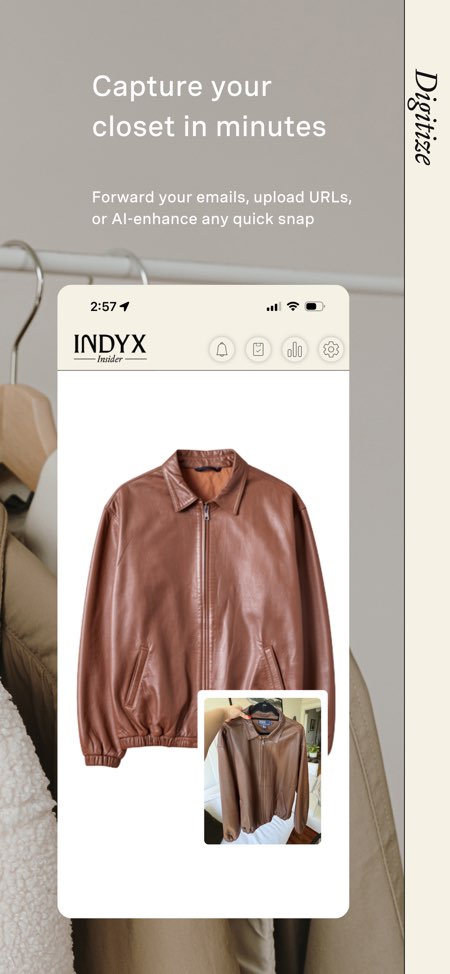 Capture your
closet in minutes
Forward your emails, upload URLs,
or AI-enhance any quick snap
Digitize
2:57
INDYX
Insider